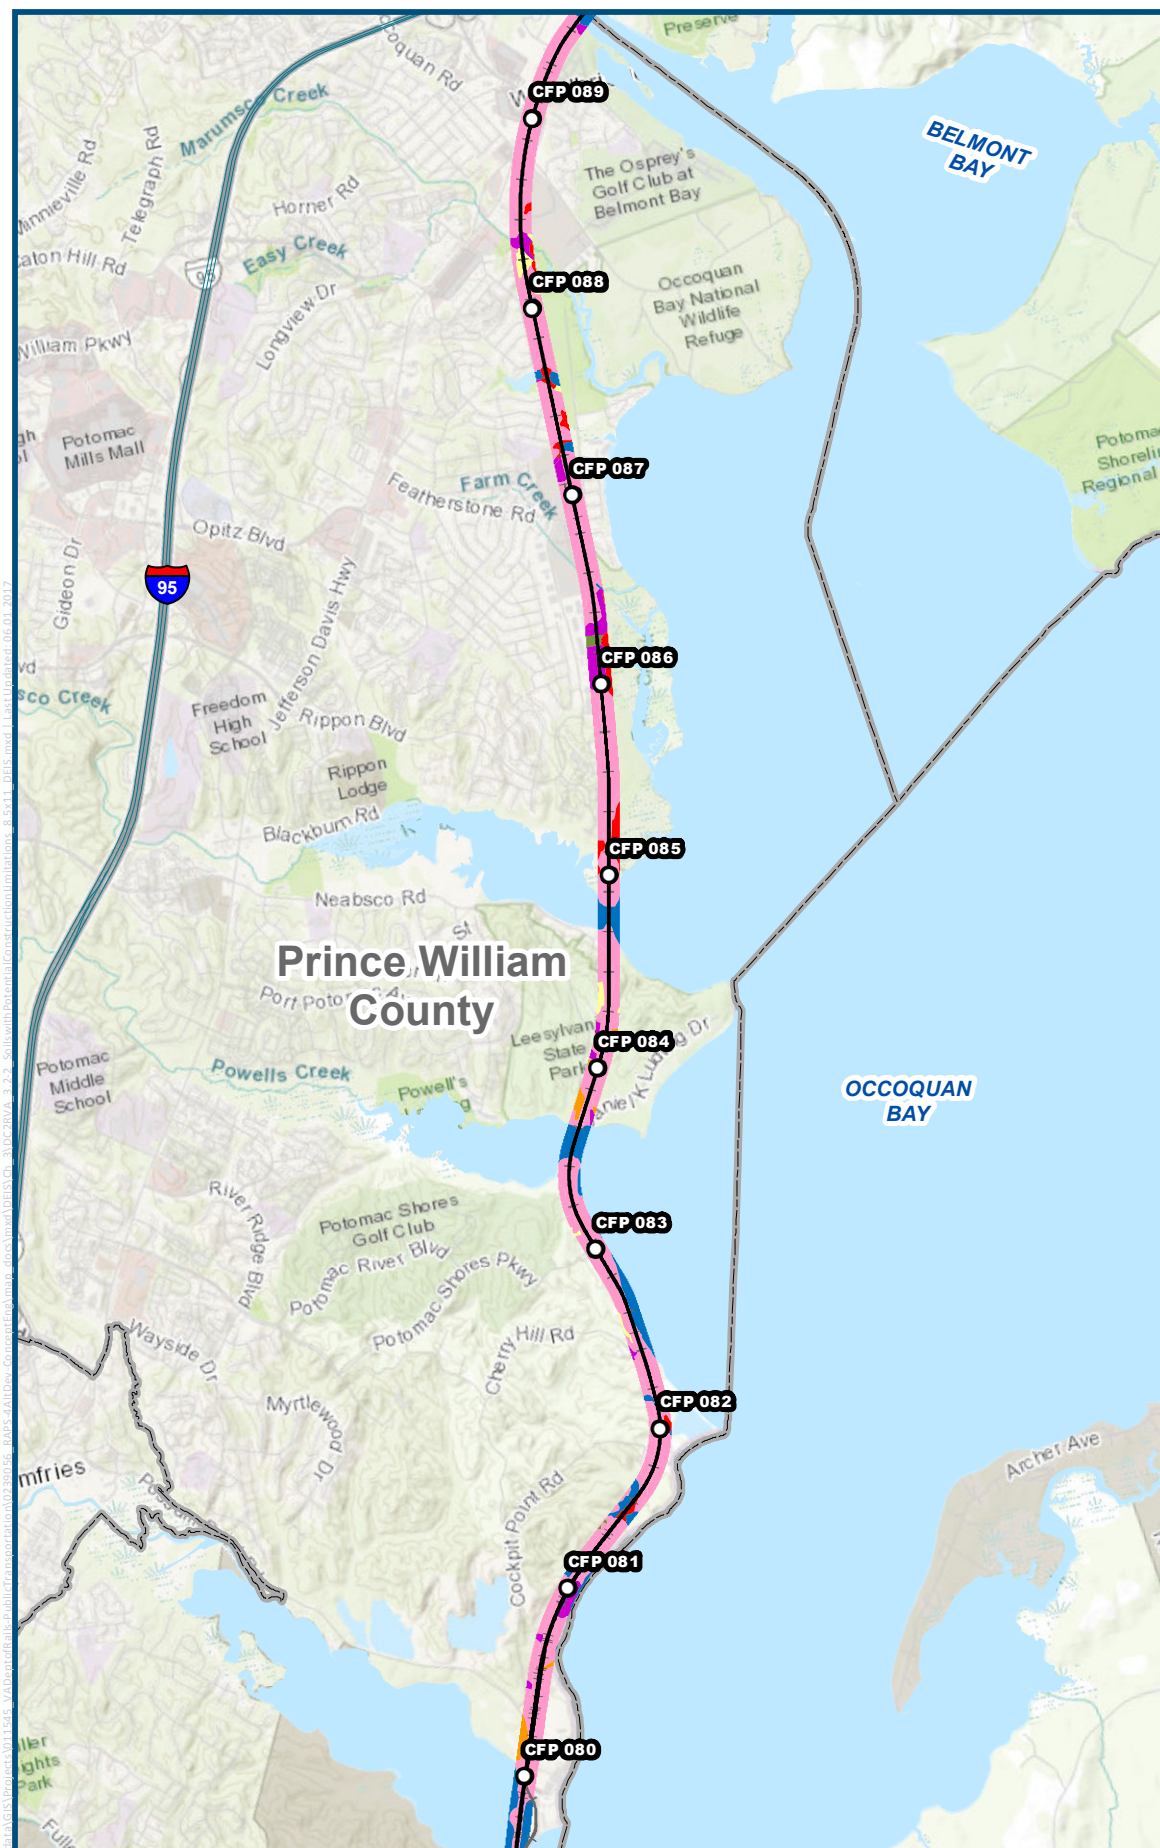 Preserve
Rd
CFP 089
Marumsco Creek
BELMONT
BAY
The Osprey's
Golf Club at
Belmont Bay
Telegraph Rd
Horner Rd
Easy Creek
CFP 088
Longview Dr
Occoquan
Bay National
Wildlife
Refuge
Potomac
Mills Mall
CFP 087
Farm Creek
Featherstone Rd
Opitz Blvd
95
Gideon Dr
Jefferson Davis Hwy
CFP 086
Freedom
High
School
Rippon Blvd
Rippon
Lodge
Blackburn Rd
CFP 085
Neabsco Rd
Prince William
County
CFP 084
State
Park
Potomac
Middle
School
Powells Creek
Powell's
OCCOQUAN
BAY
River Ridge Blvd
Potomac Shores
Golf Club
Potomac River Blvd
Potomac Shores Pkwy
CFP 083
Wayside Dr
Cherry Hill Rd
CFP 082
Myrtlewood Dr
Archer Ave
mfries
Cockpit Point Rd
CFP 081
CFP 080
Park